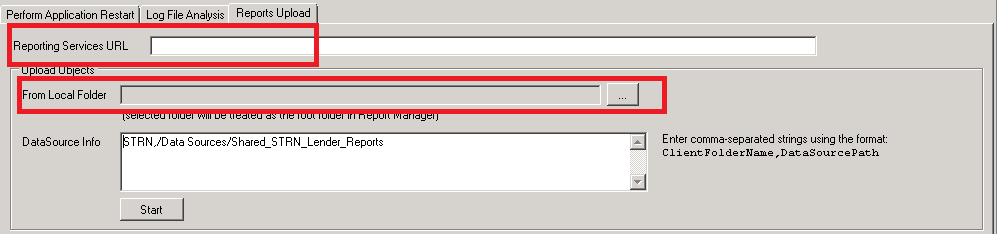 Perform Application Restart Log File Analysis Reports Upload
Reporting Services URL
Upload Objects
From Local Folder ...
(selected folder will be treated as the root folder in Report Manager)
DataSource Info STRN,/Data Sources/Shared_STRN_Lender_Reports Enter comma-separated strings using the format:
ClientFolderName,DataSourcePath
Start